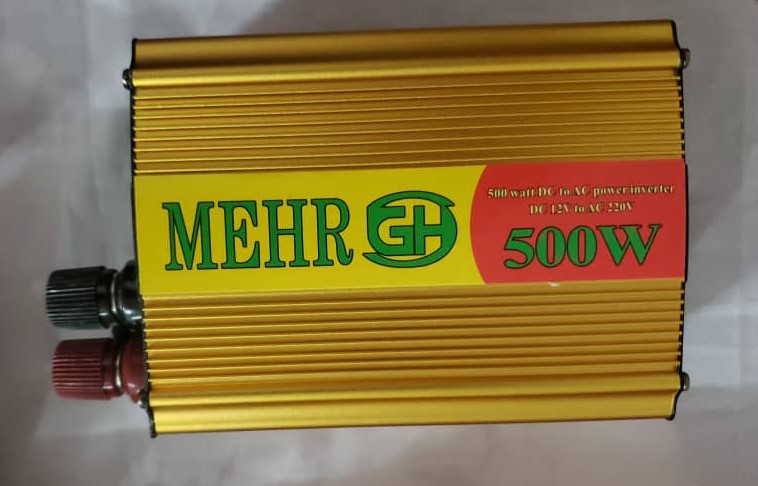 MEHR GH
500 watt DC to AC power inverter
DC 12V to AC 220V
500W